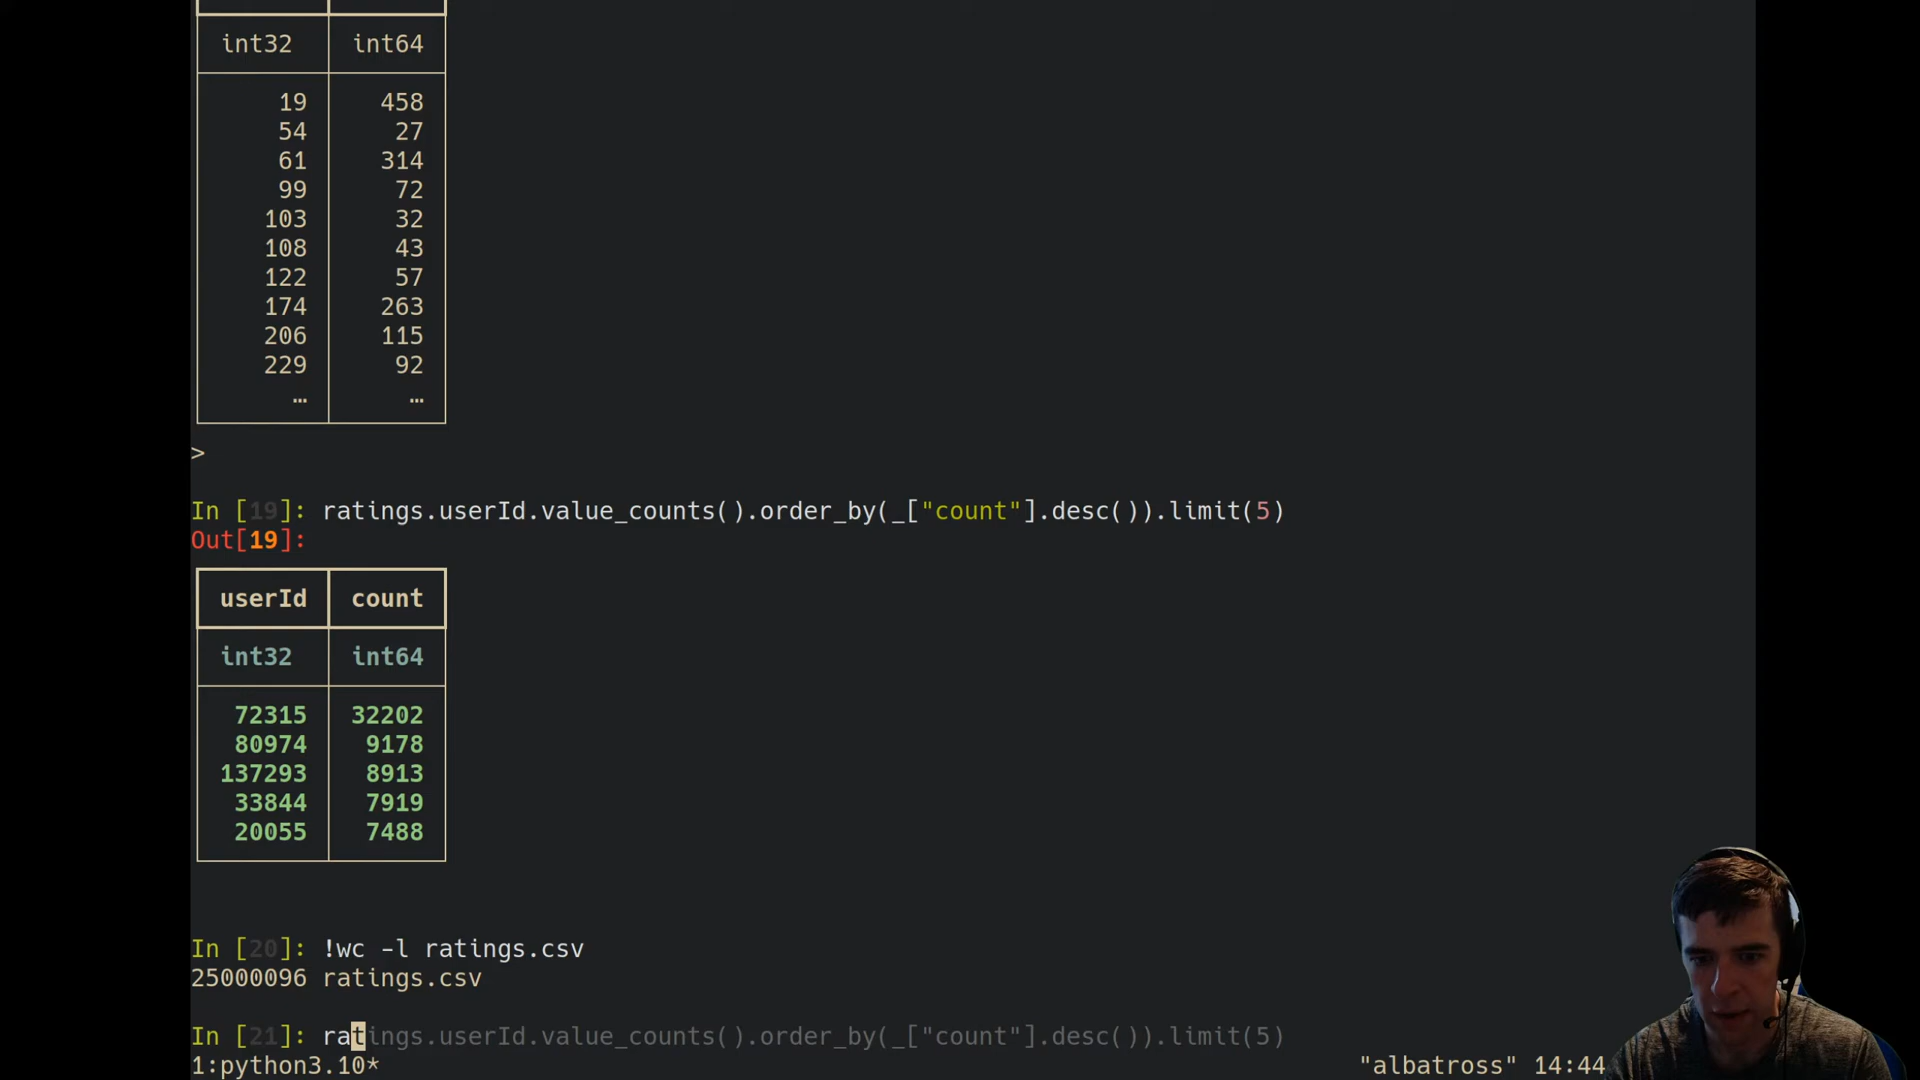 int32 int64
19 458
54 27
61 314
99 72
103 32
108 43
122 57
174 263
206 115
229 92
… …
>
In [19]: ratings.userId.value_counts().order_by(_["count"].desc()).limit(5)
Out[19]:
userId count
int32 int64
72315 32202
80974 9178
137293 8913
33844 7919
20055 7488
In [20]: !wc -l ratings.csv
25000096 ratings.csv
In [21]: ratings.userId.value_counts().order_by(_["count"].desc()).limit(5)
1:python3.10* "albatross" 14:44